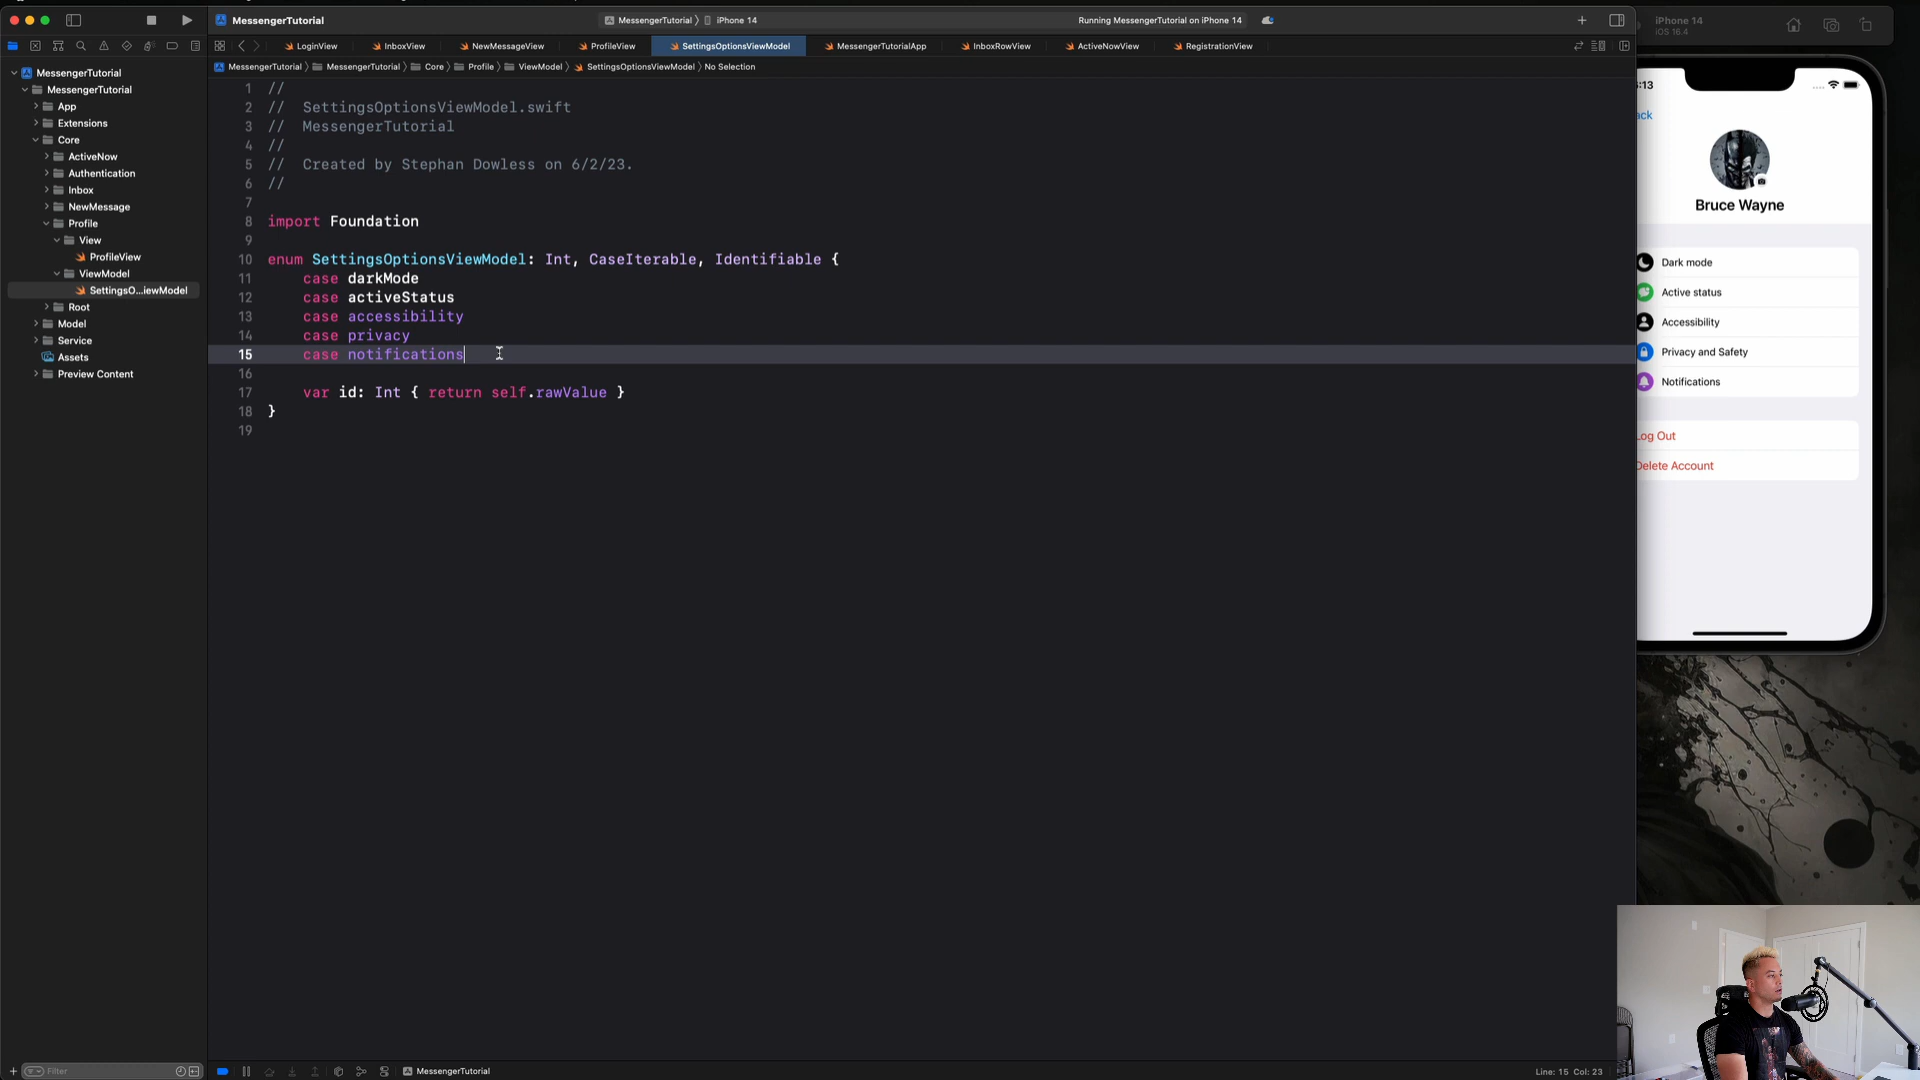 MessengerTutorial
MessengerTutorial 〉 iPhone 14
Running MessengerTutorial on iPhone 14
LoginView
InboxView
NewMessageView
ProfileView
SettingsOptionsViewModel
MessengerTutorialApp
InboxRowView
ActiveNowView
RegistrationView
MessengerTutorial 〉 MessengerTutorial 〉 Core 〉 Profile 〉 ViewModel 〉 SettingsOptionsViewModel 〉 No Selection
MessengerTutorial
MessengerTutorial
App
Extensions
Core
ActiveNow
Authentication
Inbox
NewMessage
Profile
View
ProfileView
ViewModel
SettingsO...iewModel
Root
Model
Service
Assets
Preview Content
Filter
1 //
2 // SettingsOptionsViewModel.swift
3 // MessengerTutorial
4 //
5 // Created by Stephan Dowless on 6/2/23.
6 //
7
8 import Foundation
9
10 enum SettingsOptionsViewModel: Int, CaseIterable, Identifiable {
11 case darkMode
12 case activeStatus
13 case accessibility
14 case privacy
15 case notifications
16
17 var id: Int { return self.rawValue }
18 }
19
MessengerTutorial
Line: 15 Col: 23
iPhone 14
iOS 16.4
:13
ack
Bruce Wayne
Dark mode
Active status
Accessibility
Privacy and Safety
Notifications
Log Out
Delete Account